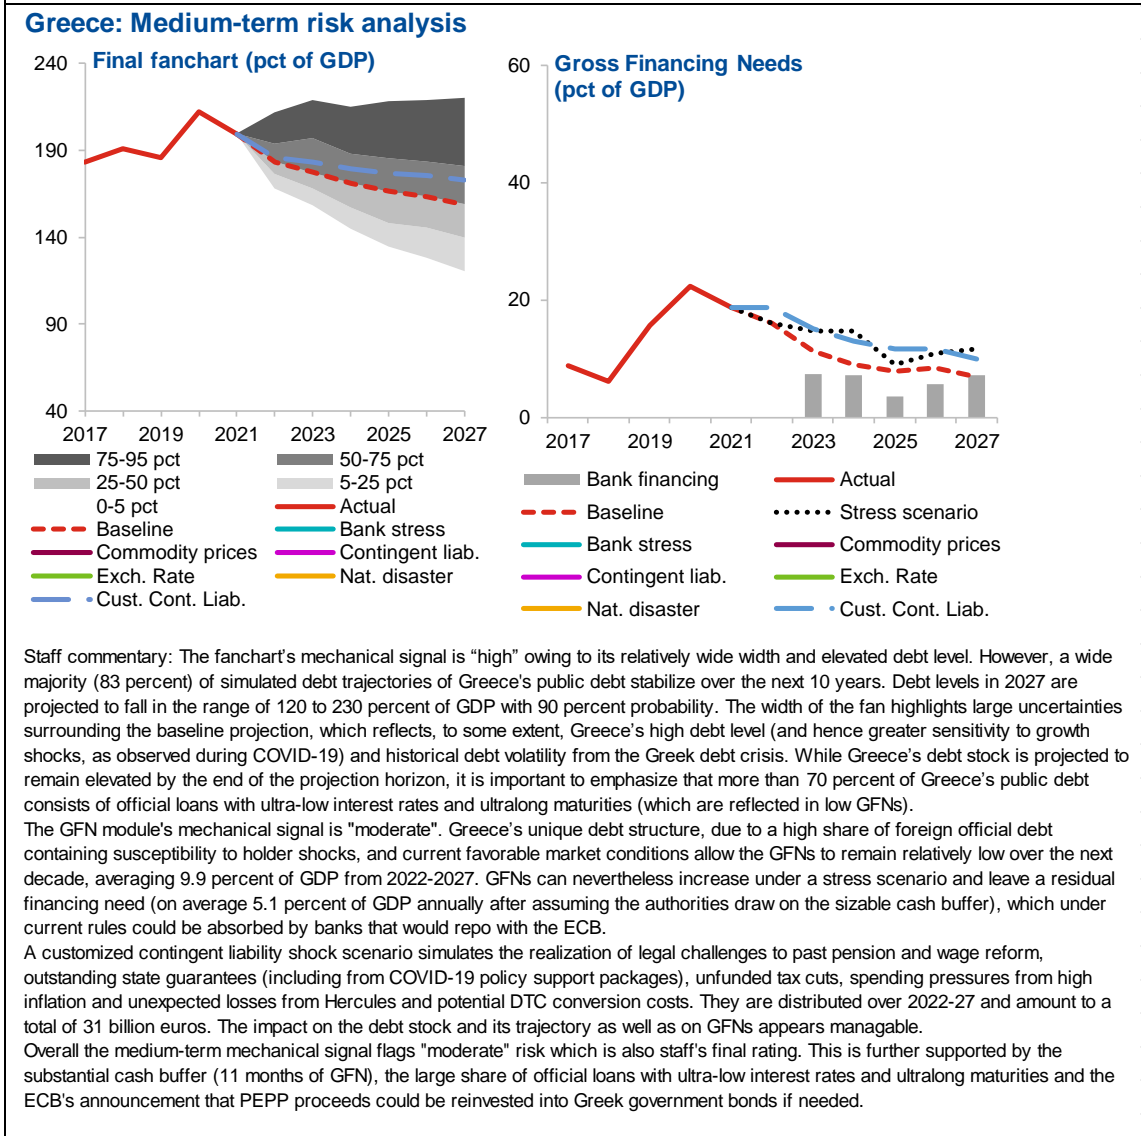 Greece: Medium-term risk analysis
Final fanchart (pct of GDP)
240
190
140
90
40
2017 2019 2021 2023 2025 2027
75-95 pct 50-75 pct
25-50 pct 5-25 pct
0-5 pct Actual
Baseline Bank stress
Commodity prices Contingent liab.
Exch. Rate Nat. disaster
Cust. Cont. Liab.
Gross Financing Needs
(pct of GDP)
60
40
20
0
2017 2019 2021 2023 2025 2027
Bank financing Actual
Baseline Stress scenario
Bank stress Commodity prices
Contingent liab. Exch. Rate
Nat. disaster Cust. Cont. Liab.
Staff commentary: The fanchart's mechanical signal is “high” owing to its relatively wide width and elevated debt level. However, a wide
majority (83 percent) of simulated debt trajectories of Greece's public debt stabilize over the next 10 years. Debt levels in 2027 are
projected to fall in the range of 120 to 230 percent of GDP with 90 percent probability. The width of the fan highlights large uncertainties
surrounding the baseline projection, which reflects, to some extent, Greece’s high debt level (and hence greater sensitivity to growth
shocks, as observed during COVID-19) and historical debt volatility from the Greek debt crisis. While Greece’s debt stock is projected to
remain elevated by the end of the projection horizon, it is important to emphasize that more than 70 percent of Greece’s public debt
consists of official loans with ultra-low interest rates and ultralong maturities (which are reflected in low GFNs).
The GFN module's mechanical signal is "moderate". Greece’s unique debt structure, due to a high share of foreign official debt
containing susceptibility to holder shocks, and current favorable market conditions allow the GFNs to remain relatively low over the next
decade, averaging 9.9 percent of GDP from 2022-2027. GFNs can nevertheless increase under a stress scenario and leave a residual
financing need (on average 5.1 percent of GDP annually after assuming the authorities draw on the sizable cash buffer), which under
current rules could be absorbed by banks that would repo with the ECB.
A customized contingent liability shock scenario simulates the realization of legal challenges to past pension and wage reform,
outstanding state guarantees (including from COVID-19 policy support packages), unfunded tax cuts, spending pressures from high
inflation and unexpected losses from Hercules and potential DTC conversion costs. They are distributed over 2022-27 and amount to a
total of 31 billion euros. The impact on the debt stock and its trajectory as well as on GFNs appears managable.
Overall the medium-term mechanical signal flags "moderate" risk which is also staff's final rating. This is further supported by the
substantial cash buffer (11 months of GFN), the large share of official loans with ultra-low interest rates and ultralong maturities and the
ECB's announcement that PEPP proceeds could be reinvested into Greek government bonds if needed.